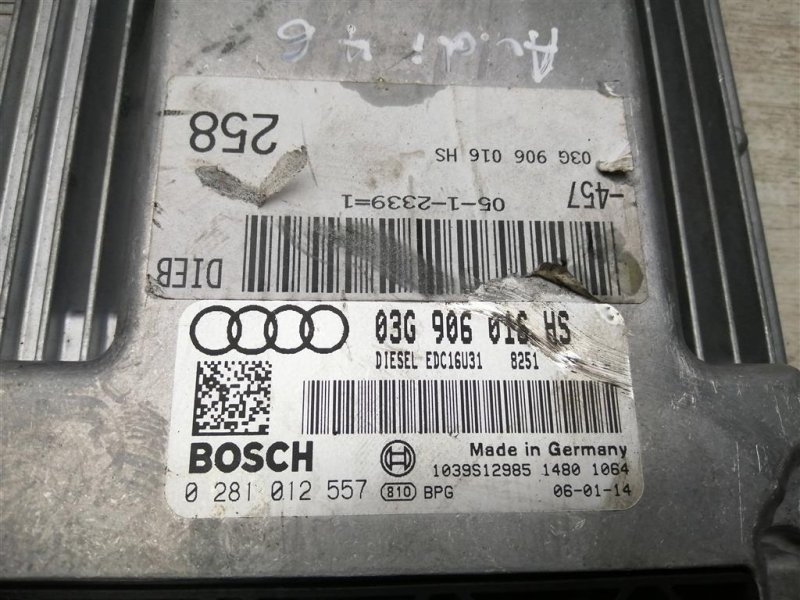 Audi 4 B
258
03G 906 016 HS
-457
05-1-2339=1
DIEB
03G 906 016 HS
DIESEL EDC16U31 8251
BOSCH
Made in Germany
1039S12985 1480 1064
0 281 012 557 810 BPG 06-01-14